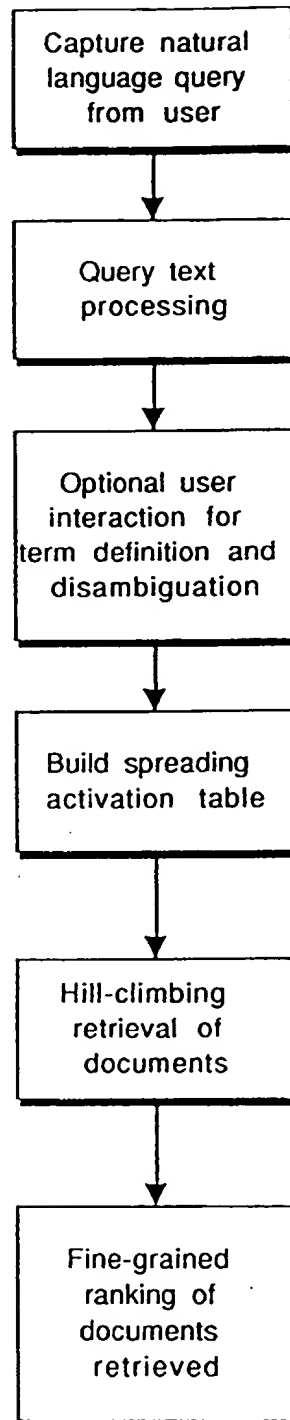 Capture natural
language query
from user
Query text
processing
Optional user
interaction for
term definition and
disambiguation
Build spreading
activation table
Hill-climbing
retrieval of
documents
Fine-grained
ranking of
documents
retrieved